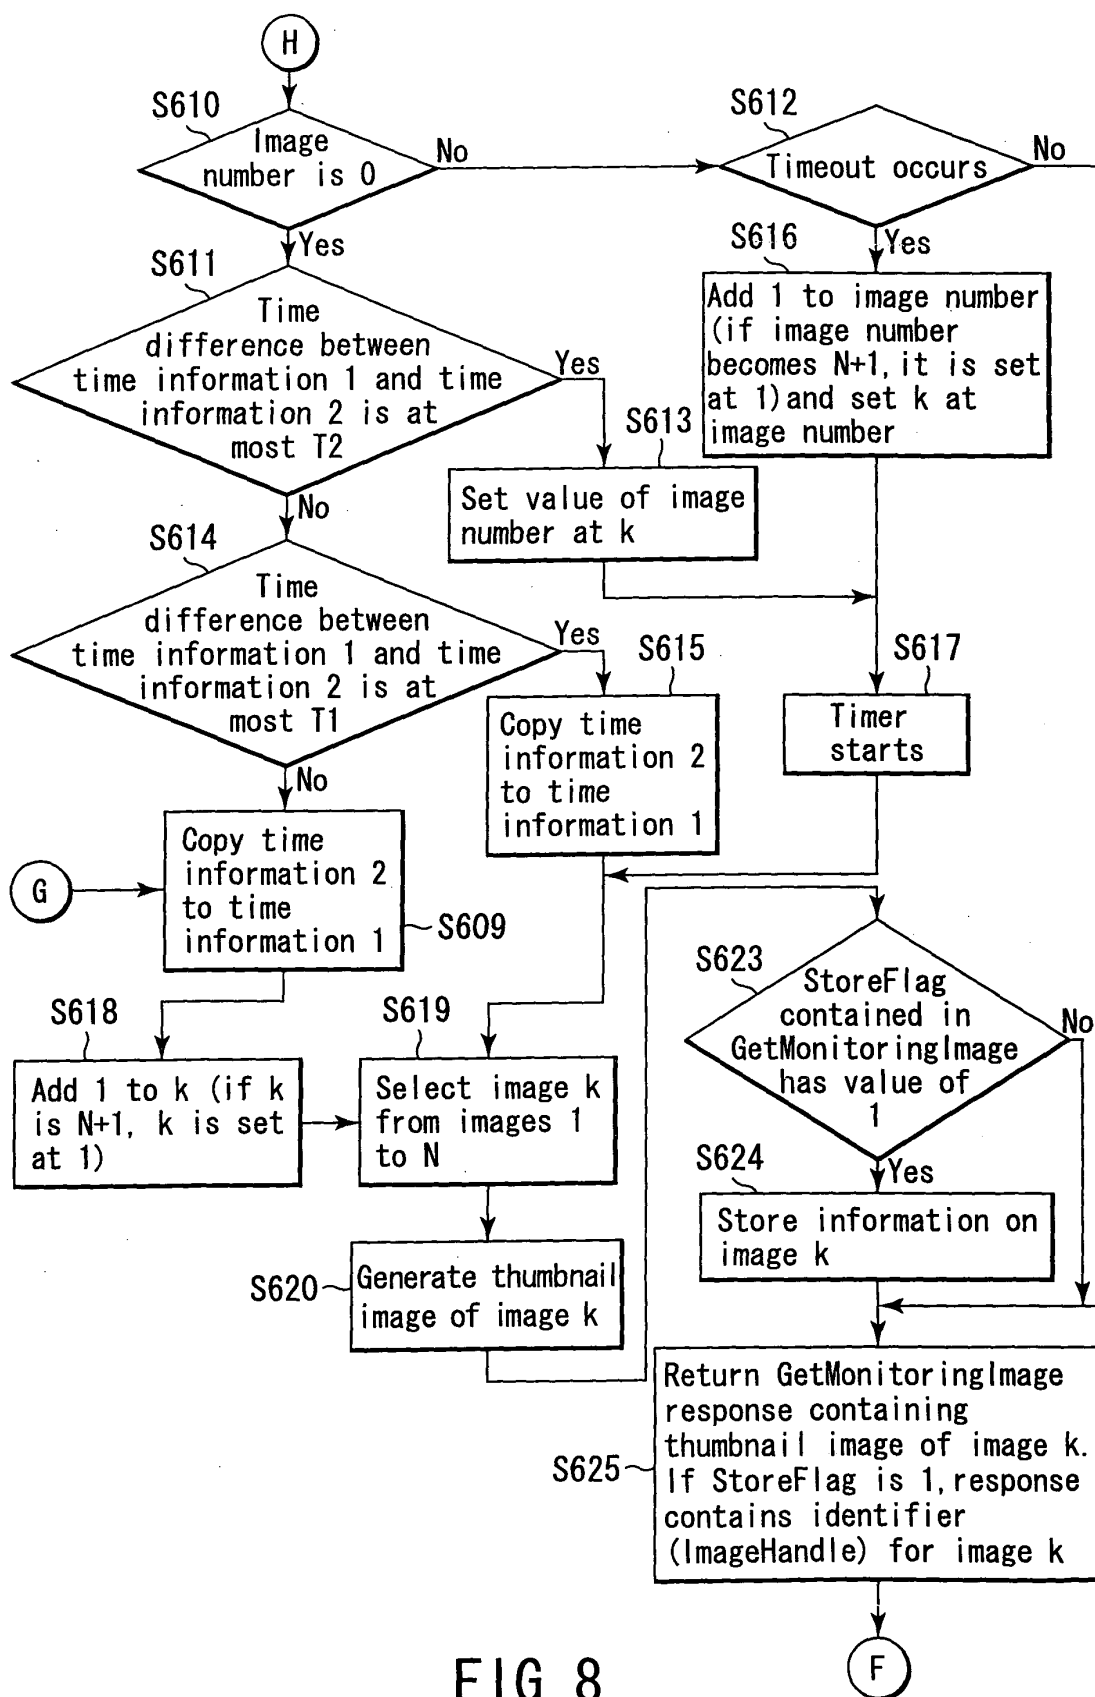 H
S610
Image
number is 0
No
Yes
S612
Timeout occurs
No
Yes
S611
Time
difference between
time information 1 and time
information 2 is at
most T2
Yes
No
S616
Add 1 to image number
(if image number
becomes N+1, it is set
at 1)and set k at
image number
S613
Set value of image
number at k
S614
Time
difference between
time information 1 and time
information 2 is at
most T1
Yes
No
S615
Copy time
information 2
to time
information 1
S617
Timer
starts
G
Copy time
information 2
to time
information 1
S609
S618
Add 1 to k (if k
is N+1, k is set
at 1)
S619
Select image k
from images 1
to N
S620
Generate thumbnail
image of image k
S623
StoreFlag
contained in
GetMonitoringImage
has value of
1
No
Yes
S624
Store information on
image k
S625
Return GetMonitoringImage
response containing
thumbnail image of image k.
If StoreFlag is 1, response
contains identifier
(ImageHandle) for image k
F
FIG 8